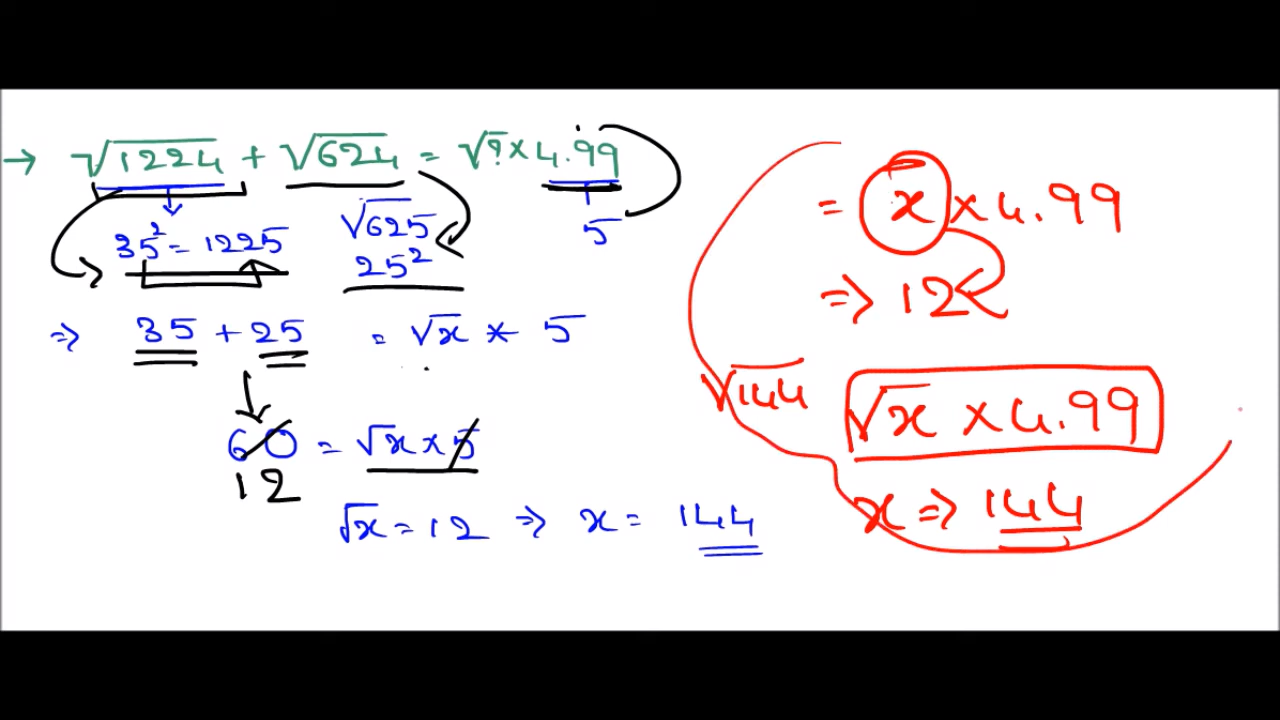 → √1224 + √624 = √? × 4.99
35² = 1225 √625 5
25²
⇒ 35 + 25 = √x * 5
60 = √x × 5
12
√x = 12 ⇒ x = 144
= x × 4.99
⇒ 12
√144 √x × 4.99
x ⇒ 144